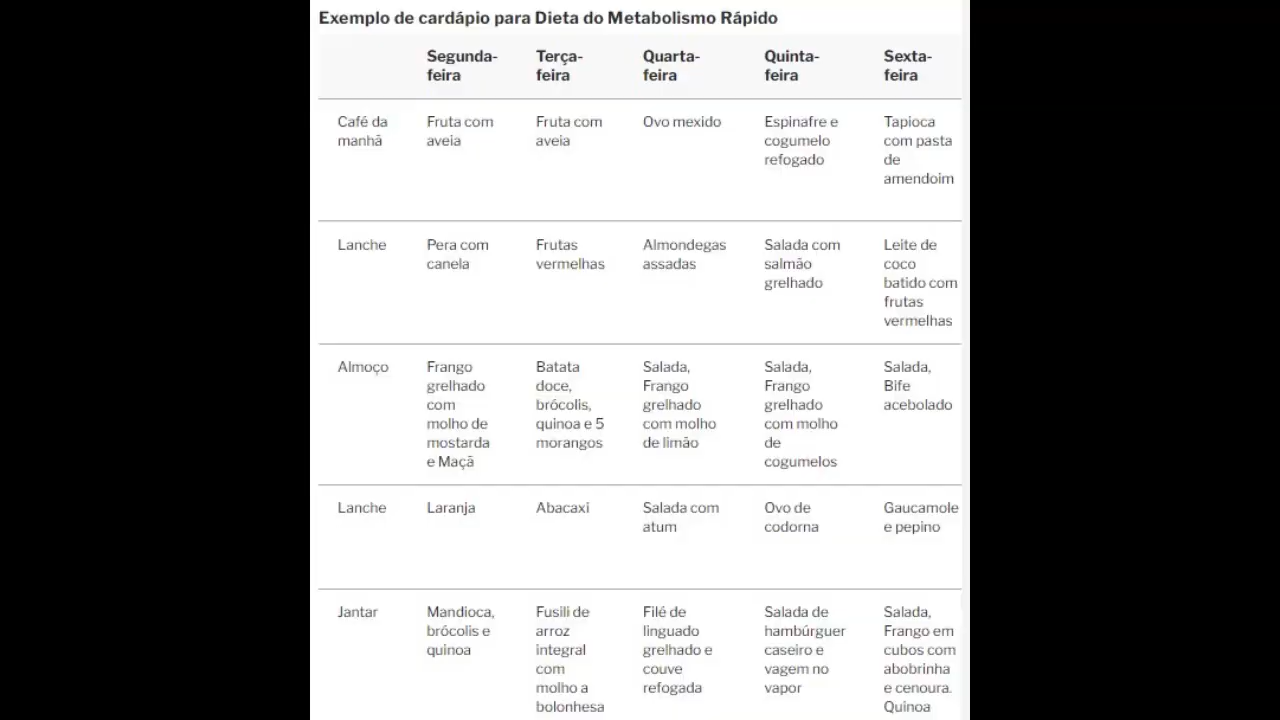 Exemplo de cardápio para Dieta do Metabolismo Rápido
Segunda- Terça- Quarta- Quinta- Sexta-
feira feira feira feira feira
Café da Fruta com Fruta com Ovo mexido Espinafre e Tapioca
manhã aveia aveia cogumelo com pasta
refogado de
amendoim
Lanche Pera com Frutas Almondegas Salada com Leite de
canela vermelhas assadas salmão coco
grelhado batido com
frutas
vermelhas
Almoço Frango Batata Salada, Salada, Salada,
grelhado doce, Frango Frango Bife
com brócolis, grelhado grelhado acebolado
molho de quinoa e 5 com molho com molho
mostarda morangos de limão de
e Maçã cogumelos
Lanche Laranja Abacaxi Salada com Ovo de Gaucamole
atum codorna e pepino
Jantar Mandioca, Fusili de Filé de Salada de Salada,
brócolis e arroz linguado hambúrguer Frango em
quinoa integral grelhado e caseiro e cubos com
com couve vagem no abobrinha
molho a refogada vapor e cenoura.
bolonhesa Quinoa